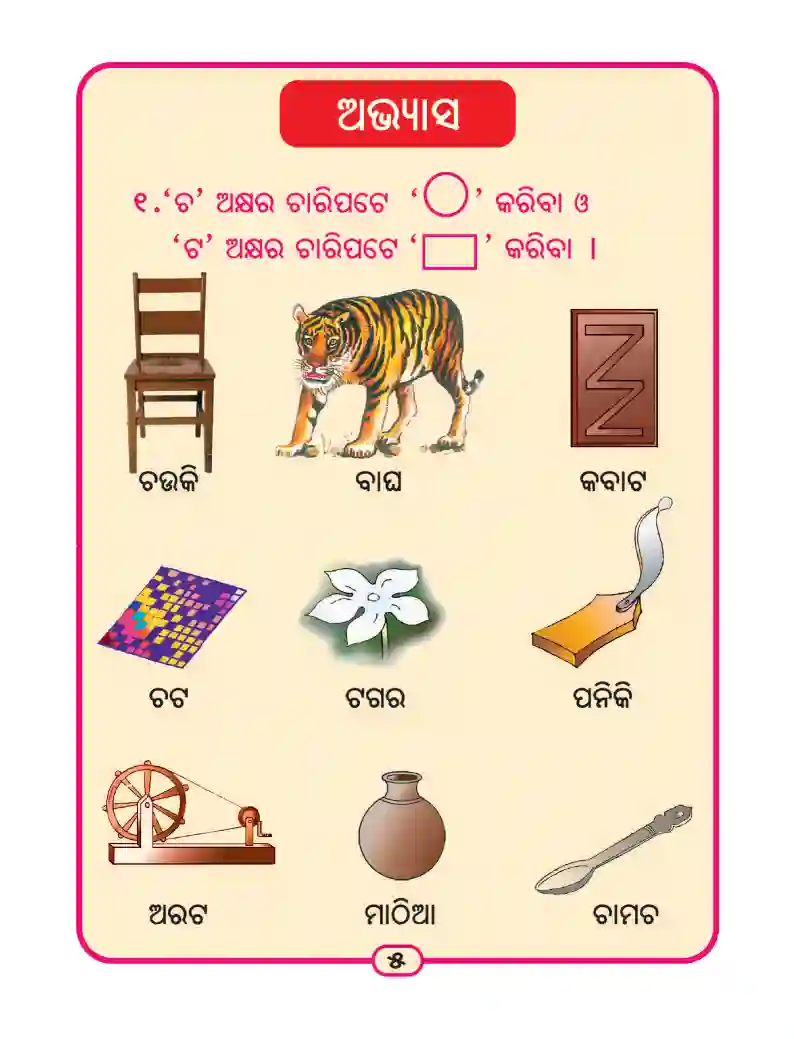 ଅଭ୍ୟାସ
୧.‘ଚ’ ଅକ୍ଷର ଚାରିପଟେ ‘ ’ କରିବା ଓ
‘ଟ’ ଅକ୍ଷର ଚାରିପଟେ ‘ ’ କରିବା ।
ଚଉକି ବାଘ କବାଟ
ଚଟ ଟଗର ପନିକି
ଅରଟ ମାଠିଆ ଚାମଚ
୫